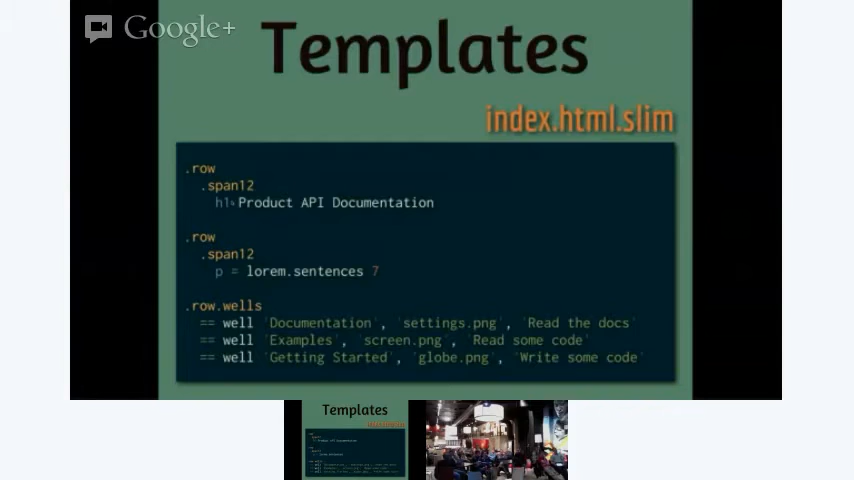 Google+
Templates
index.html.slim
.row
.span12
h1 Product API Documentation
.row
.span12
p = lorem.sentences 7
.row.wells
== well 'Documentation', 'settings.png', 'Read the docs'
== well 'Examples', 'screen.png', 'Read some code'
== well 'Getting Started', 'globe.png', 'Write some code'
Templates